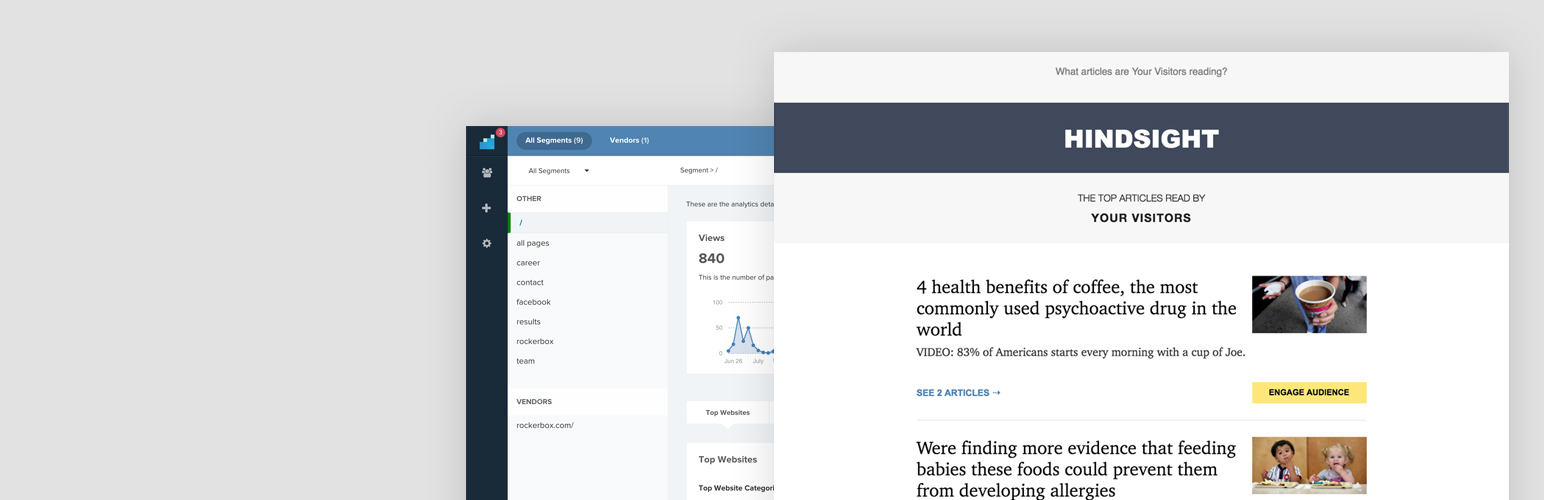 What articles are Your Visitors reading?
HINDSIGHT
THE TOP ARTICLES READ BY
YOUR VISITORS
4 health benefits of coffee, the most
commonly used psychoactive drug in the
world
VIDEO: 83% of Americans starts every morning with a cup of Joe.
SEE 2 ARTICLES ⇢
ENGAGE AUDIENCE
Were finding more evidence that feeding
babies these foods could prevent them
from developing allergies
3
All Segments (9)
Vendors (1)
All Segments
Segment > /
OTHER
/
all pages
career
contact
facebook
results
rockerbox
team
VENDORS
rockerbox.com/
These are the analytics deta
Views
840
This is the number of pa
100
50
0
Jun 26
July
Top Websites
Top Websites
Top Website Categori